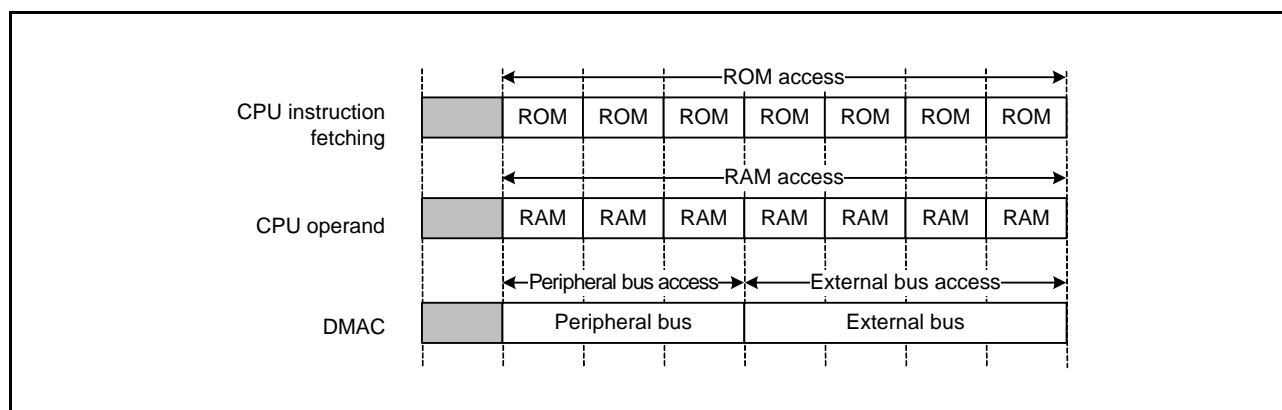 ROM access
CPU instruction
fetching
ROM ROM ROM ROM ROM ROM ROM
RAM access
CPU operand
RAM RAM RAM RAM RAM RAM RAM
Peripheral bus access External bus access
DMAC
Peripheral bus External bus